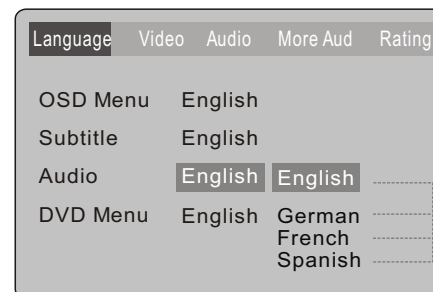 Language Video Audio More Aud Rating
OSD Menu English
Subtitle English
Audio English English
DVD Menu English German
French
Spanish